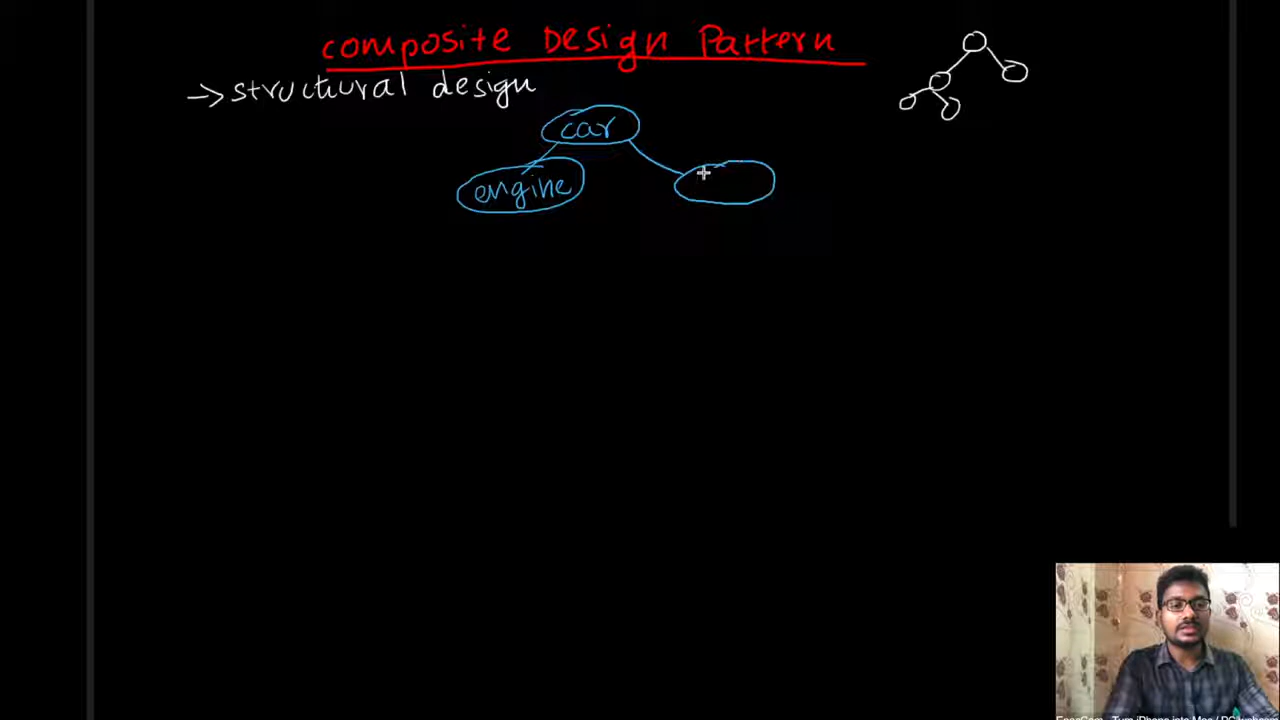 composite Design Pattern
→ structural design
car
engine